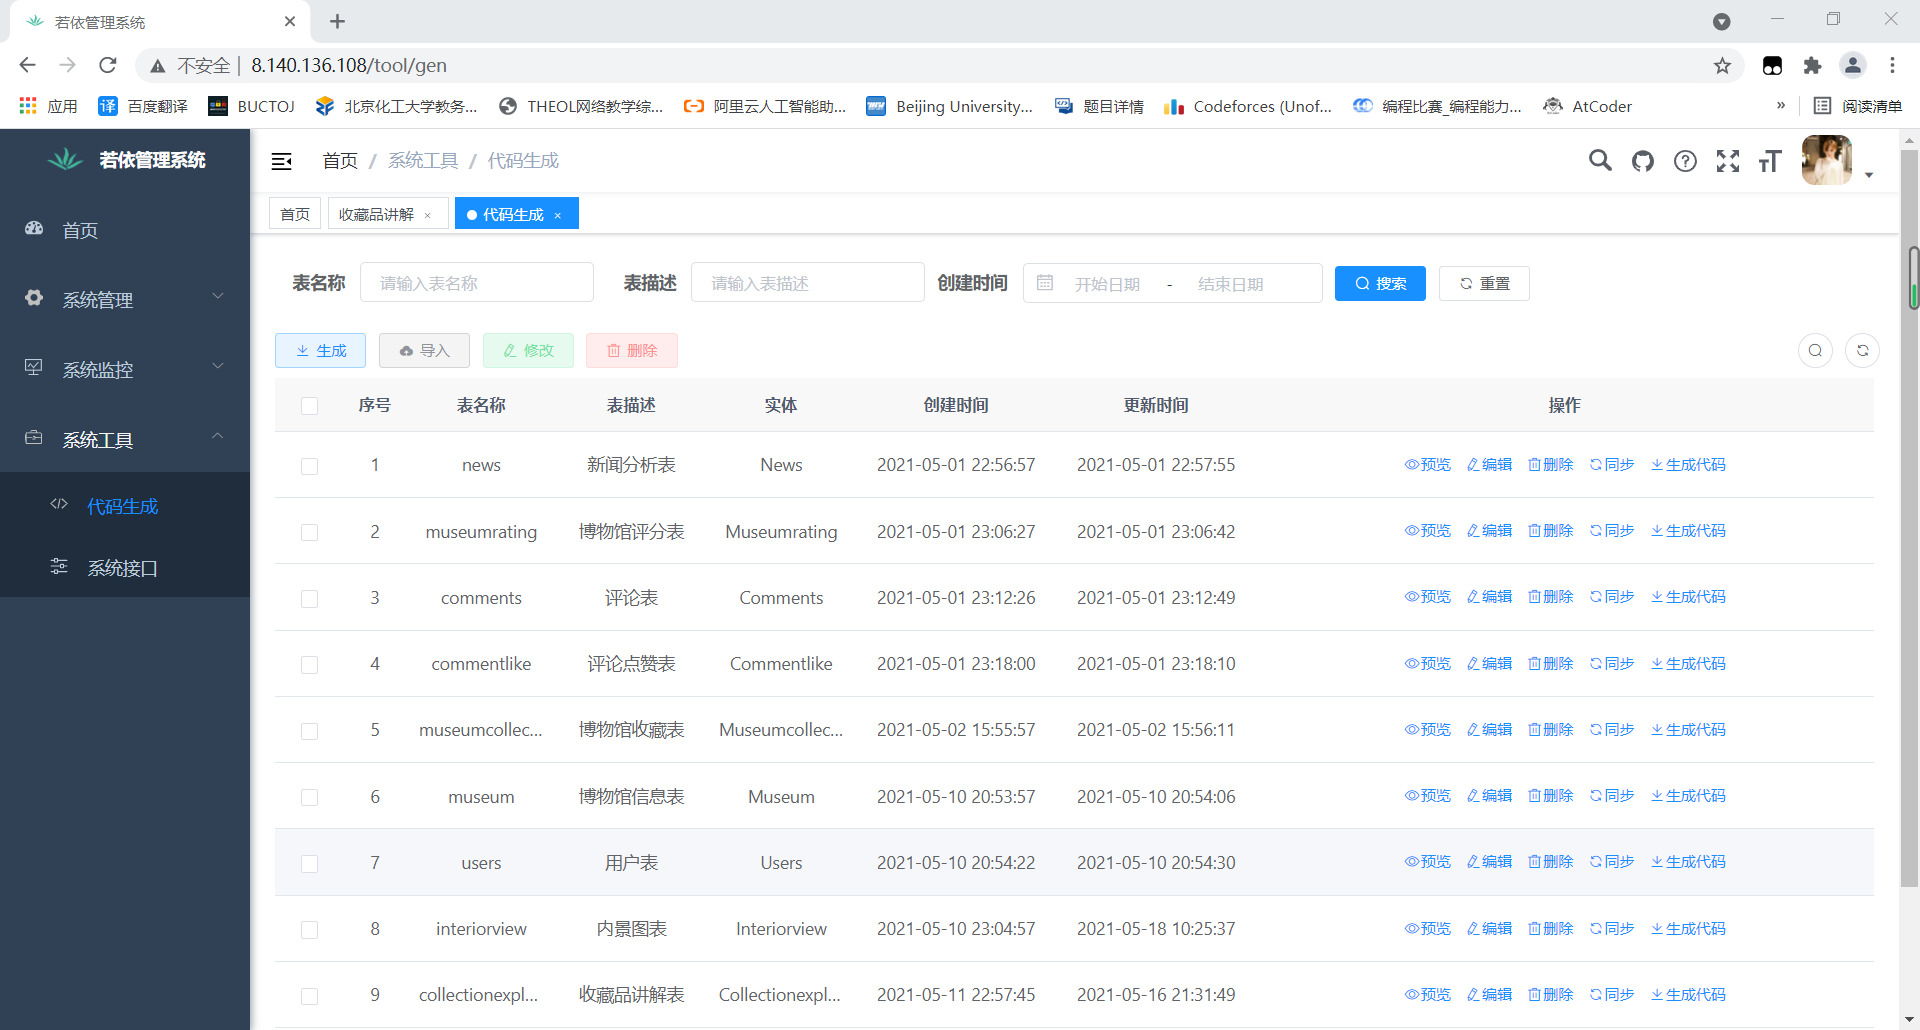 若依管理系统
不安全 | 8.140.136.108/tool/gen
应用 百度翻译 BUCTOJ 北京化工大学教务... THEOL网络教学综... 阿里云人工智能助... Beijing University... 题目详情 Codeforces (Unof... 编程比赛_编程能力... AtCoder » 阅读清单
若依管理系统
首页
系统管理
系统监控
系统工具
代码生成
系统接口
首页 / 系统工具 / 代码生成
首页 收藏品讲解 × 代码生成 ×
表名称 请输入表名称 表描述 请输入表描述 创建时间 开始日期 - 结束日期 搜索 重置
生成 导入 修改 删除
序号 表名称 表描述 实体 创建时间 更新时间 操作
1 news 新闻分析表 News 2021-05-01 22:56:57 2021-05-01 22:57:55 预览 编辑 删除 同步 生成代码
2 museumrating 博物馆评分表 Museumrating 2021-05-01 23:06:27 2021-05-01 23:06:42 预览 编辑 删除 同步 生成代码
3 comments 评论表 Comments 2021-05-01 23:12:26 2021-05-01 23:12:49 预览 编辑 删除 同步 生成代码
4 commentlike 评论点赞表 Commentlike 2021-05-01 23:18:00 2021-05-01 23:18:10 预览 编辑 删除 同步 生成代码
5 museumcollec... 博物馆收藏表 Museumcollec... 2021-05-02 15:55:57 2021-05-02 15:56:11 预览 编辑 删除 同步 生成代码
6 museum 博物馆信息表 Museum 2021-05-10 20:53:57 2021-05-10 20:54:06 预览 编辑 删除 同步 生成代码
7 users 用户表 Users 2021-05-10 20:54:22 2021-05-10 20:54:30 预览 编辑 删除 同步 生成代码
8 interiorview 内景图表 Interiorview 2021-05-10 23:04:57 2021-05-18 10:25:37 预览 编辑 删除 同步 生成代码
9 collectionexpl... 收藏品讲解表 Collectionexpl... 2021-05-11 22:57:45 2021-05-16 21:31:49 预览 编辑 删除 同步 生成代码